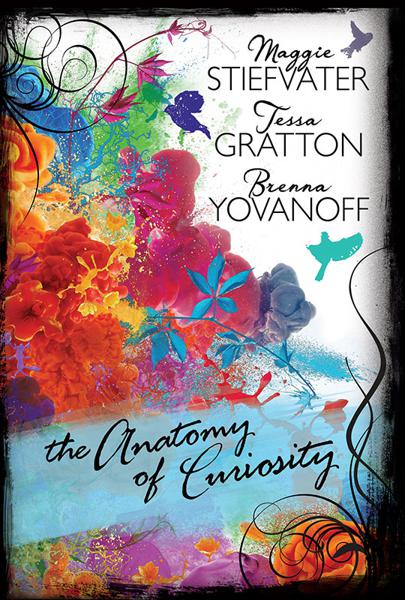 Maggie
STIEFVATER
Tessa
GRATTON
Brenna
YOVANOFF
the Anatomy
of Curiosity